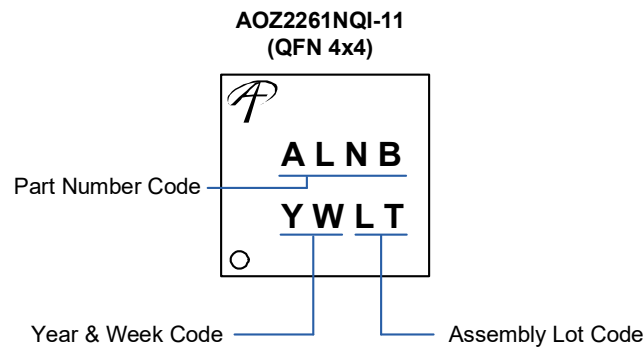 AOZ2261NQI-11
(QFN 4x4)
A L N B
Part Number Code
Y W L T
Year & Week Code
Assembly Lot Code